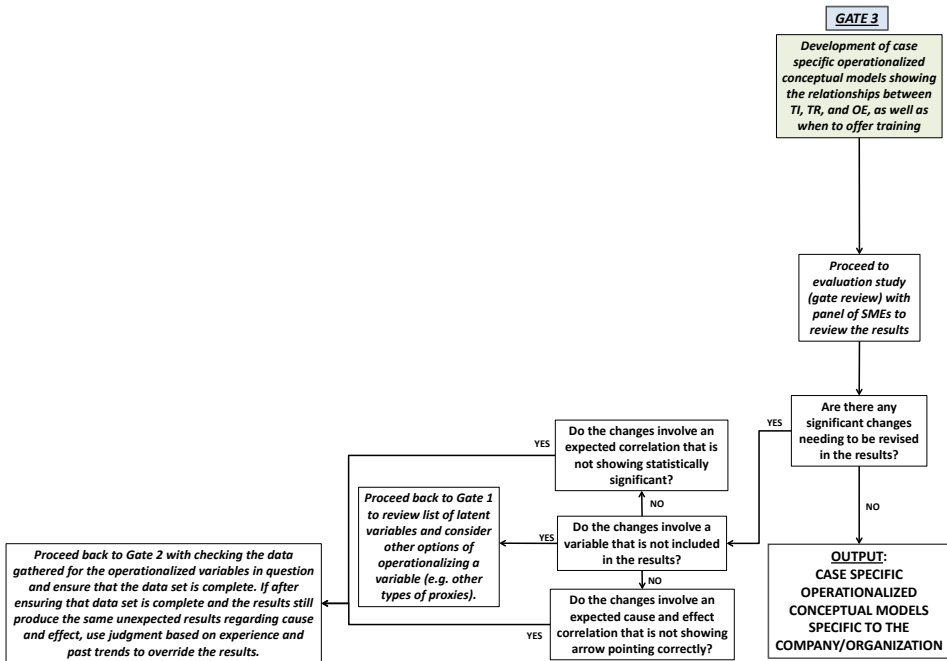 GATE 3
Development of case
specific operationalized
conceptual models showing
the relationships between
TI, TR, and OE, as well as
when to offer training
Proceed to
evaluation study
(gate review) with
panel of SMEs to
review the results
Are there any
significant changes
needing to be revised
in the results?
YES
NO
Do the changes involve an
expected correlation that is
not showing statistically
significant?
YES
NO
Do the changes involve a
variable that is not included
in the results?
YES
NO
Proceed back to Gate 1
to review list of latent
variables and consider
other options of
operationalizing a
variable (e.g. other
types of proxies).
Do the changes involve an
expected cause and effect
correlation that is not showing
arrow pointing correctly?
YES
Proceed back to Gate 2 with checking the data
gathered for the operationalized variables in question
and ensure that the data set is complete. If after
ensuring that data set is complete and the results still
produce the same unexpected results regarding cause
and effect, use judgment based on experience and
past trends to override the results.
OUTPUT:
CASE SPECIFIC
OPERATIONALIZED
CONCEPTUAL MODELS
SPECIFIC TO THE
COMPANY/ORGANIZATION